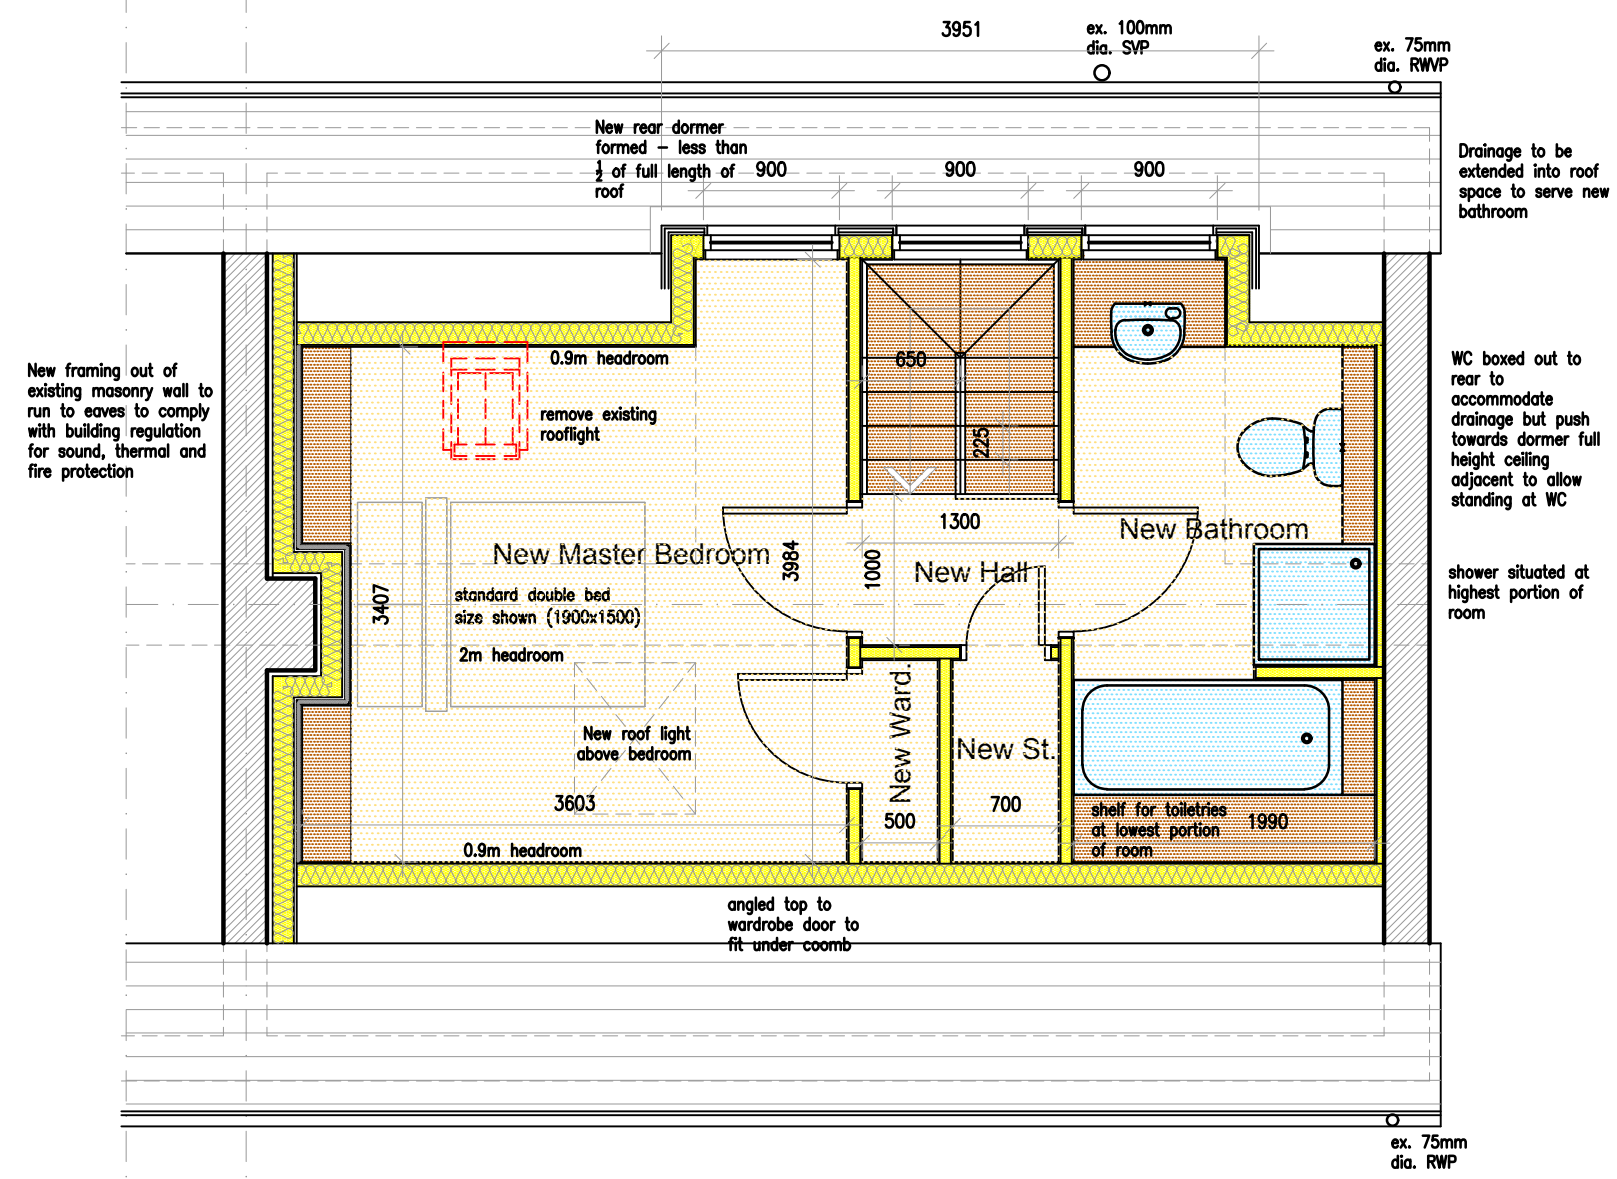 3951
ex. 100mm
dia. SVP
ex. 75mm
dia. RWVP
New rear dormer
formed – less than
½ of full length of
roof
900
900
900
Drainage to be
extended into roof
space to serve new
bathroom
New framing out of
existing masonry wall to
run to eaves to comply
with building regulation
for sound, thermal and
fire protection
0.9m headroom
remove existing
rooflight
650
225
WC boxed out to
rear to
accommodate
drainage but push
towards dormer full
height ceiling
adjacent to allow
standing at WC
1300
New Bathroom
New Master Bedroom
3984
1000
New Hall
3407
standard double bed
size shown (1900x1500)
2m headroom
shower situated at
highest portion of
room
New roof light
above bedroom
New Ward.
New St.
3603
500
700
shelf for toiletries
at lowest portion
of room
1990
0.9m headroom
angled top to
wardrobe door to
fit under coomb
ex. 75mm
dia. RWP